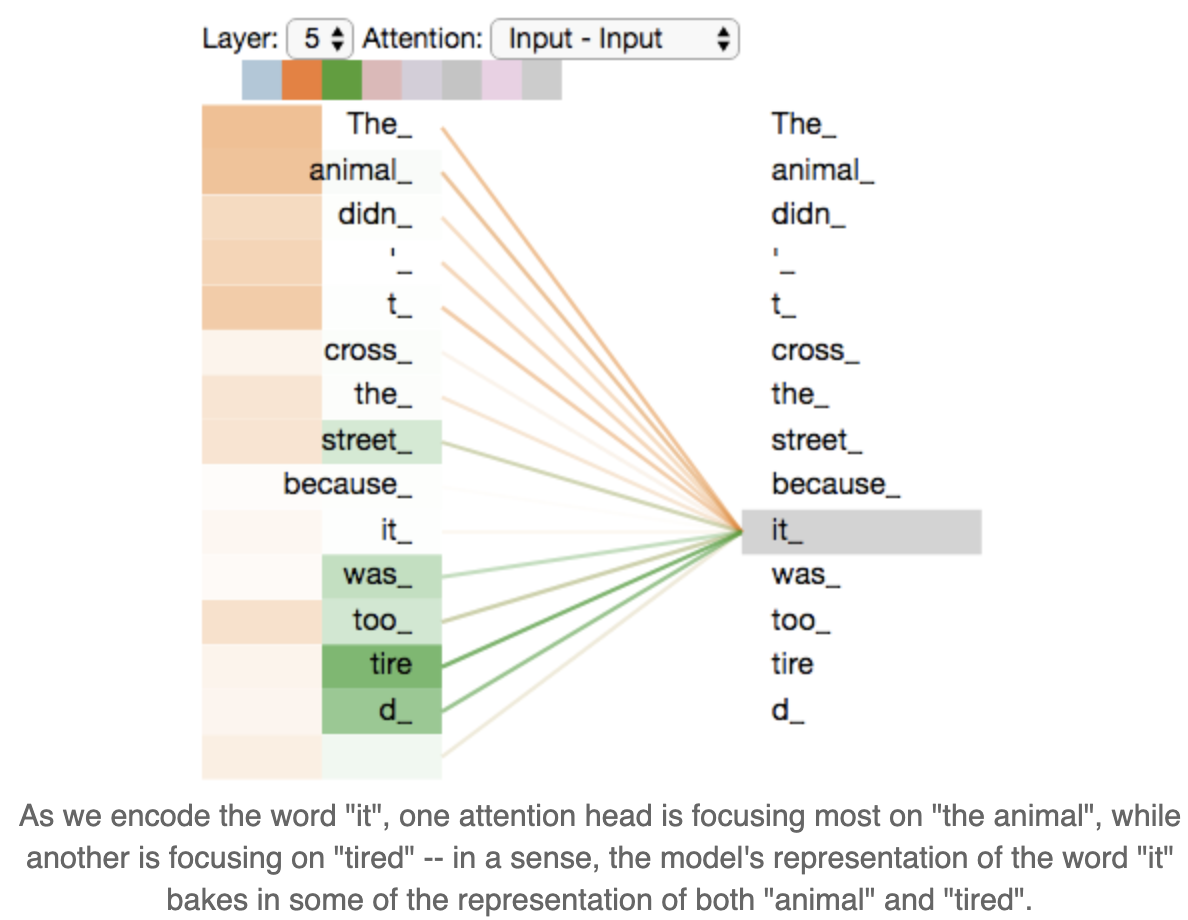 Layer: 5 Attention: Input - Input
The_ The_
animal_ animal_
didn_ didn_
'_ '_
t_ t_
cross_ cross_
the_ the_
street_ street_
because_ because_
it_ it_
was_ was_
too_ too_
tire tire
d_ d_
As we encode the word "it", one attention head is focusing most on "the animal", while
another is focusing on "tired" -- in a sense, the model's representation of the word "it"
bakes in some of the representation of both "animal" and "tired".